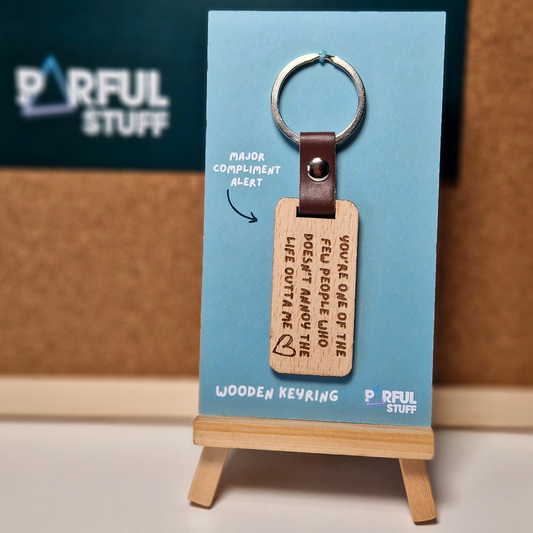 PARFUL
STUFF
MAJOR
COMPLIMENT
ALERT
YOU'RE ONE OF THE
FEW PEOPLE WHO
DOESN'T ANNOY THE
LIFE OUTTA ME
WOODEN KEYRING
PARFUL
STUFF